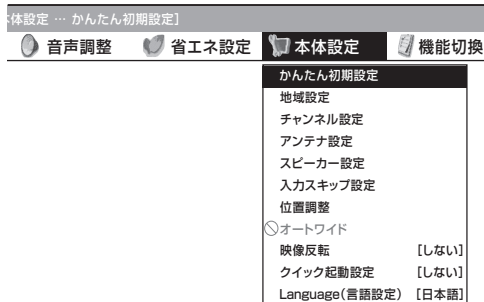 体設定 … かんたん初期設定]
音声調整 省エネ設定 本体設定 機能切換
かんたん初期設定
地域設定
チャンネル設定
アンテナ設定
スピーカー設定
入力スキップ設定
位置調整
オートワイド
映像反転 [しない]
クイック起動設定 [しない]
Language(言語設定) [日本語]